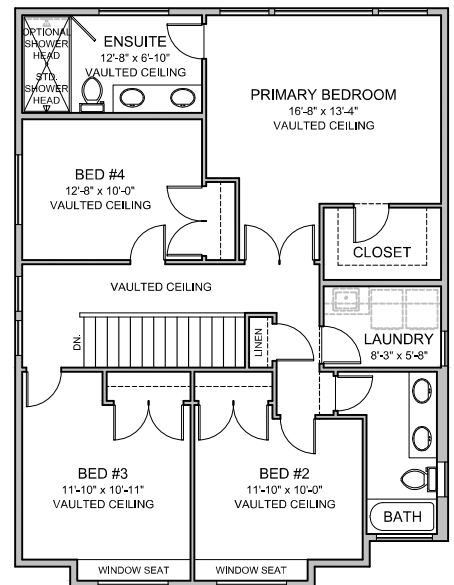 OPTIONAL
SHOWER
HEAD
STD.
SHOWER
HEAD
ENSUITE
12'-8" x 6'-10"
VAULTED CEILING
PRIMARY BEDROOM
16'-8" x 13'-4"
VAULTED CEILING
BED #4
12'-8" x 10'-0"
VAULTED CEILING
CLOSET
VAULTED CEILING
DN.
LINEN
LAUNDRY
8'-3" x 5'-8"
BED #3
11'-10" x 10'-11"
VAULTED CEILING
BED #2
11'-10" x 10'-0"
VAULTED CEILING
BATH
WINDOW SEAT
WINDOW SEAT